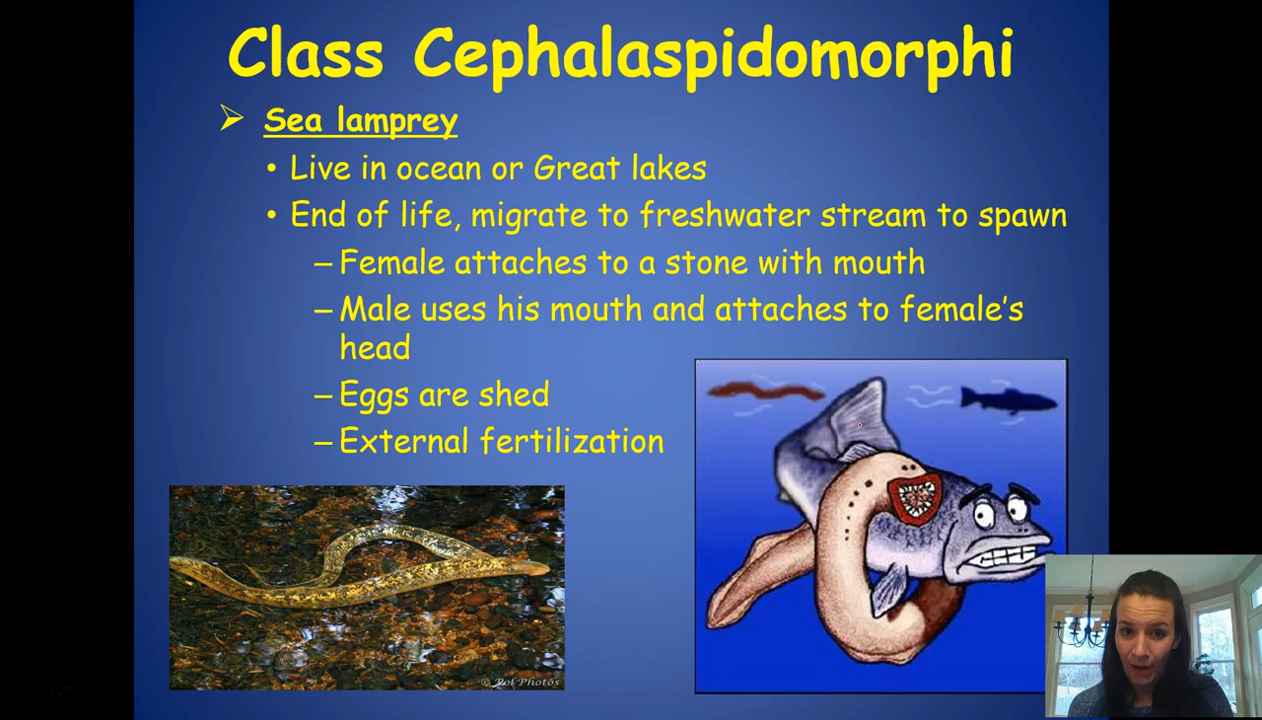 Class Cephalaspidomorphi
➢ Sea lamprey
• Live in ocean or Great lakes
• End of life, migrate to freshwater stream to spawn
– Female attaches to a stone with mouth
– Male uses his mouth and attaches to female's
head
– Eggs are shed
– External fertilization
© Pol Photos